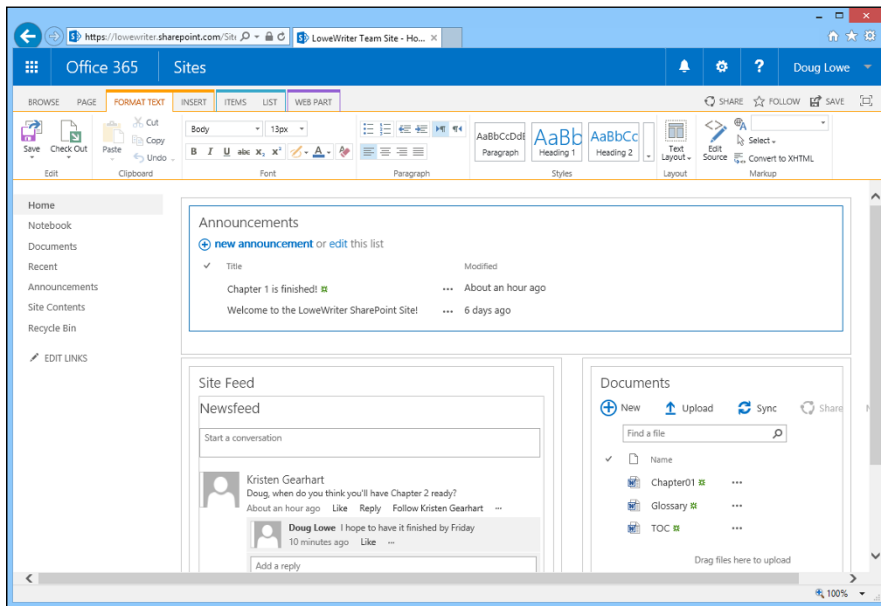 https://lowewriter.sharepoint.com/Sit
LoweWriter Team Site - Ho...
Office 365
Sites
Doug Lowe
BROWSE PAGE FORMAT TEXT INSERT ITEMS LIST WEB PART
SHARE FOLLOW SAVE
Save
Check Out
Paste
Cut
Copy
Undo
Edit
Clipboard
Body 13px
B I U abc x₂ x²
A
Font
Paragraph
AaBbCcDdE
Paragraph
AaBb
Heading 1
AaBbCc
Heading 2
Styles
Text
Layout
Layout
Edit
Source
Select
Convert to XHTML
Markup
Home
Notebook
Documents
Recent
Announcements
Site Contents
Recycle Bin
EDIT LINKS
Announcements
new announcement or edit this list
Title Modified
Chapter 1 is finished! ... About an hour ago
Welcome to the LoweWriter SharePoint Site! ... 6 days ago
Site Feed
Newsfeed
Start a conversation
Kristen Gearhart
Doug, when do you think you'll have Chapter 2 ready?
About an hour ago Like Reply Follow Kristen Gearhart ...
Doug Lowe I hope to have it finished by Friday
10 minutes ago Like ...
Add a reply
Documents
New Upload Sync Share
Find a file
Name
Chapter01 ...
Glossary ...
TOC ...
Drag files here to upload
100%